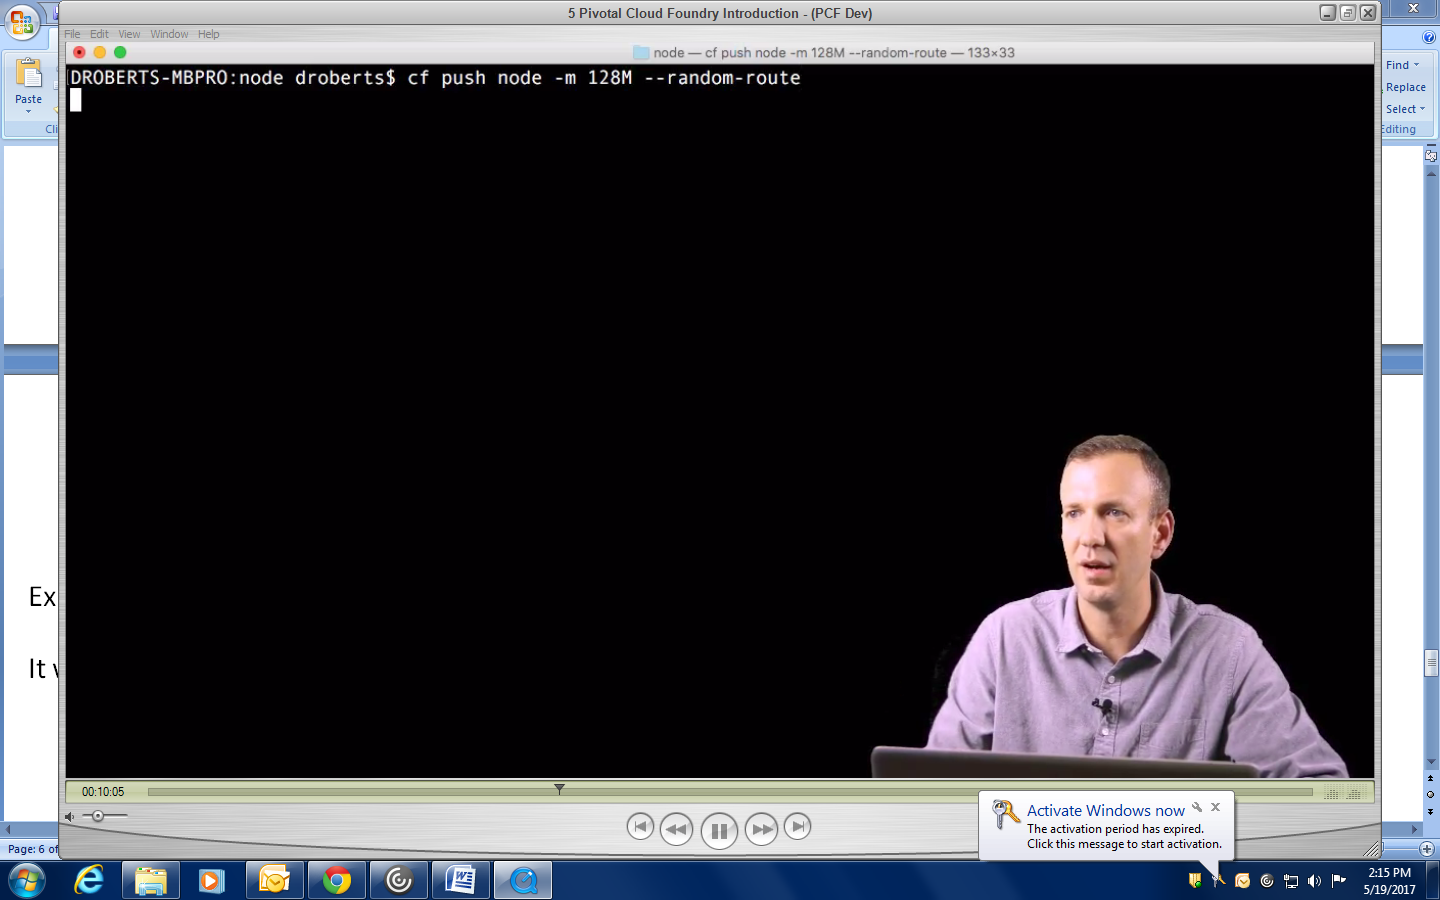 5 Pivotal Cloud Foundry Introduction - (PCF Dev)
File Edit View Window Help
node — cf push node -m 128M --random-route — 133×33
[DROBERTS-MBPRO:node droberts$ cf push node -m 128M --random-route
Paste
Find
Replace
Select
Editing
Ex
It
00:10:05
Activate Windows now
The activation period has expired.
Click this message to start activation.
Page: 6 of
2:15 PM
5/19/2017